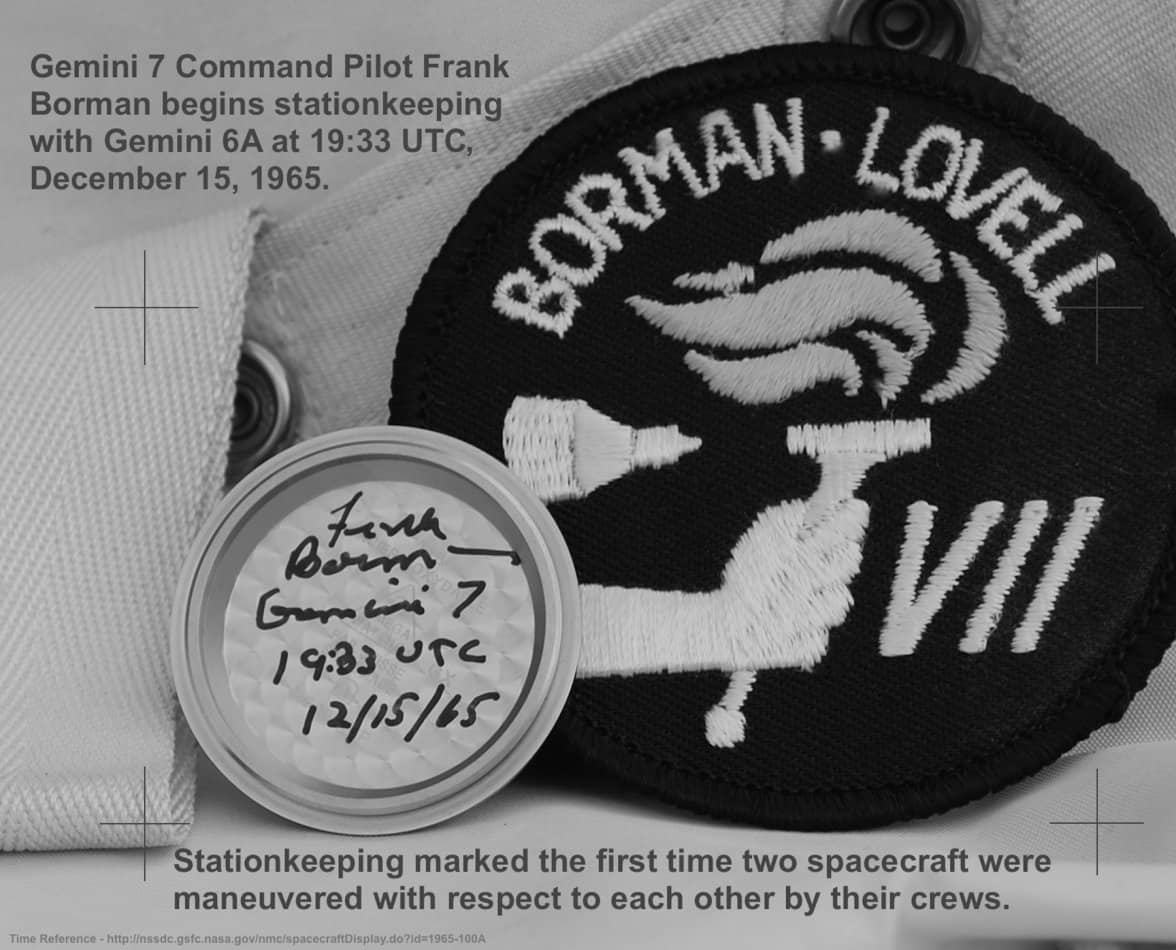 Gemini 7 Command Pilot Frank
Borman begins stationkeeping
with Gemini 6A at 19:33 UTC,
December 15, 1965.
BORMAN · LOVELL
VII
Frank
Borman
Gemini 7
19:33 UTC
12/15/65
Stationkeeping marked the first time two spacecraft were
maneuvered with respect to each other by their crews.
Time Reference - http://nssdc.gsfc.nasa.gov/nmc/spacecraftDisplay.do?id=1965-100A